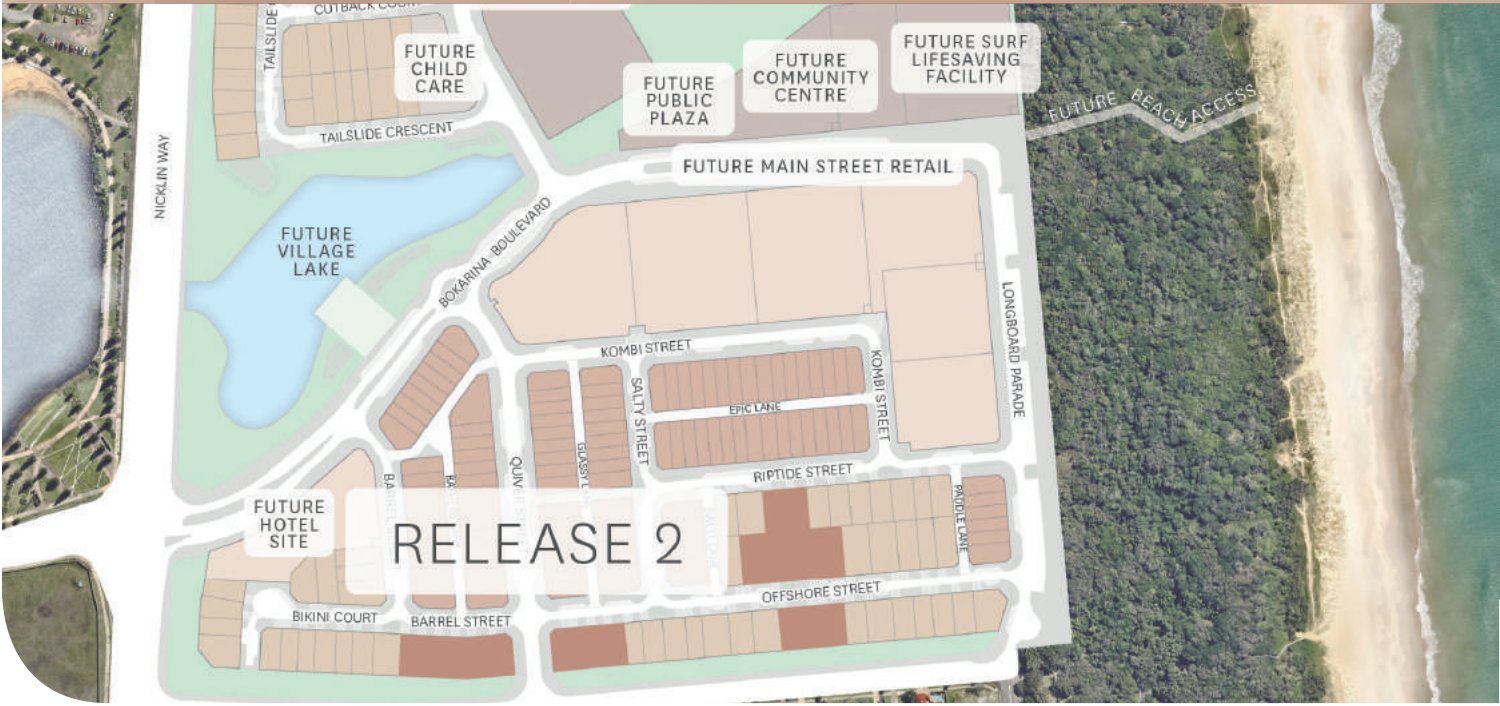 CUTBACK
TAILSLIDE
FUTURE
CHILD
CARE
TAILSLIDE CRESCENT
FUTURE
PUBLIC
PLAZA
FUTURE
COMMUNITY
CENTRE
FUTURE SURF
LIFESAVING
FACILITY
FUTURE BEACH ACCESS
NICKLIN WAY
FUTURE MAIN STREET RETAIL
FUTURE
VILLAGE
LAKE
BOKARINA BOULEVARD
LONGBOARD PARADE
KOMBI STREET
KOMBI STREET
SALTY STREET
EPIC LANE
GLASSY
RIPTIDE STREET
PADDLE LANE
FUTURE
HOTEL
SITE
RELEASE 2
OFFSHORE STREET
BIKINI COURT
BARREL STREET